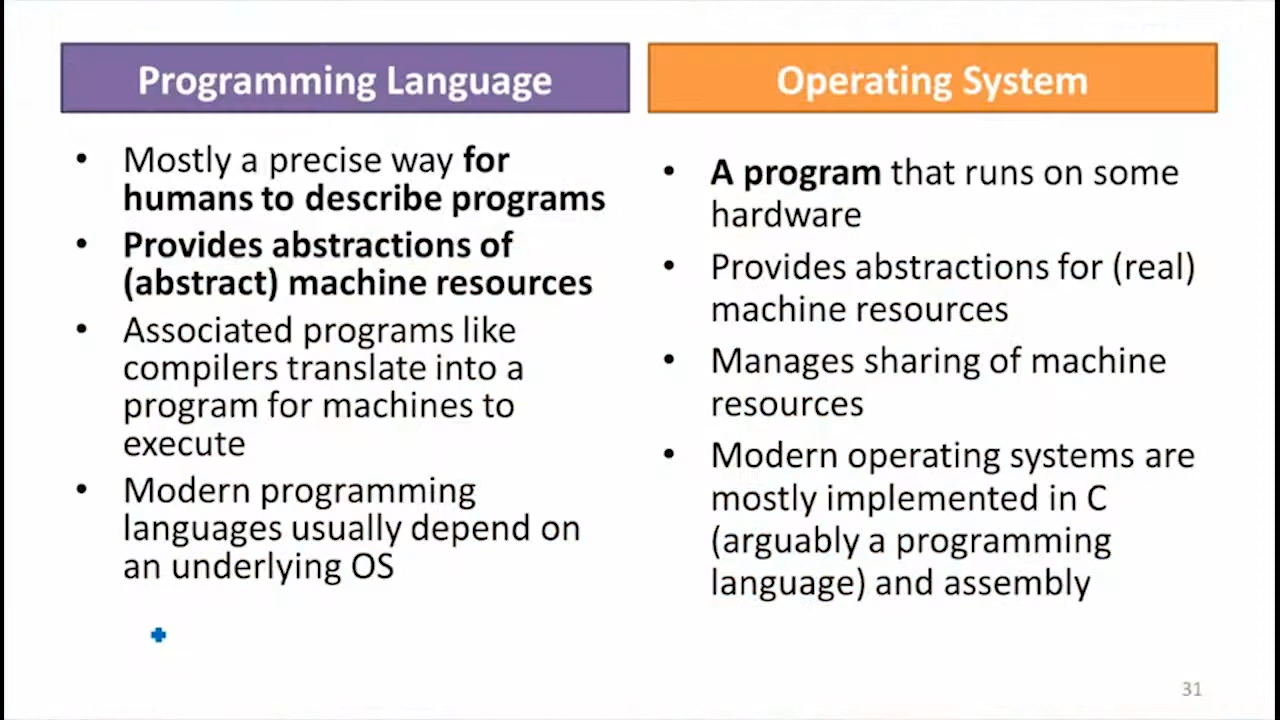 Programming Language
• Mostly a precise way for
humans to describe programs
• Provides abstractions of
(abstract) machine resources
• Associated programs like
compilers translate into a
program for machines to
execute
• Modern programming
languages usually depend on
an underlying OS
Operating System
• A program that runs on some
hardware
• Provides abstractions for (real)
machine resources
• Manages sharing of machine
resources
• Modern operating systems are
mostly implemented in C
(arguably a programming
language) and assembly
31